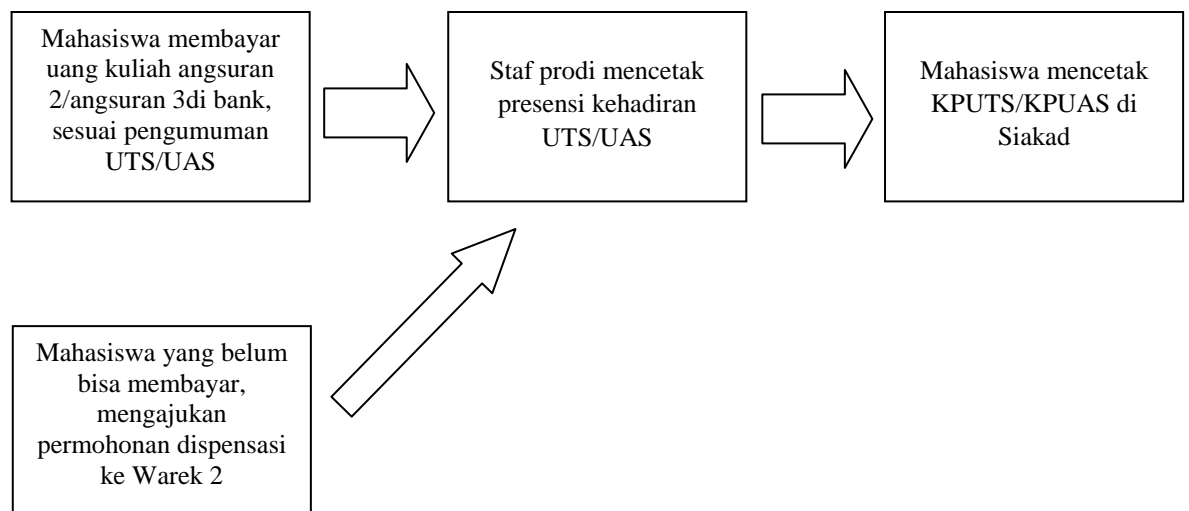 Mahasiswa membayar
uang kuliah angsuran
2/angsuran 3di bank,
sesuai pengumuman
UTS/UAS
Staf prodi mencetak
presensi kehadiran
UTS/UAS
Mahasiswa mencetak
KPUTS/KPUAS di
Siakad
Mahasiswa yang belum
bisa membayar,
mengajukan
permohonan dispensasi
ke Warek 2